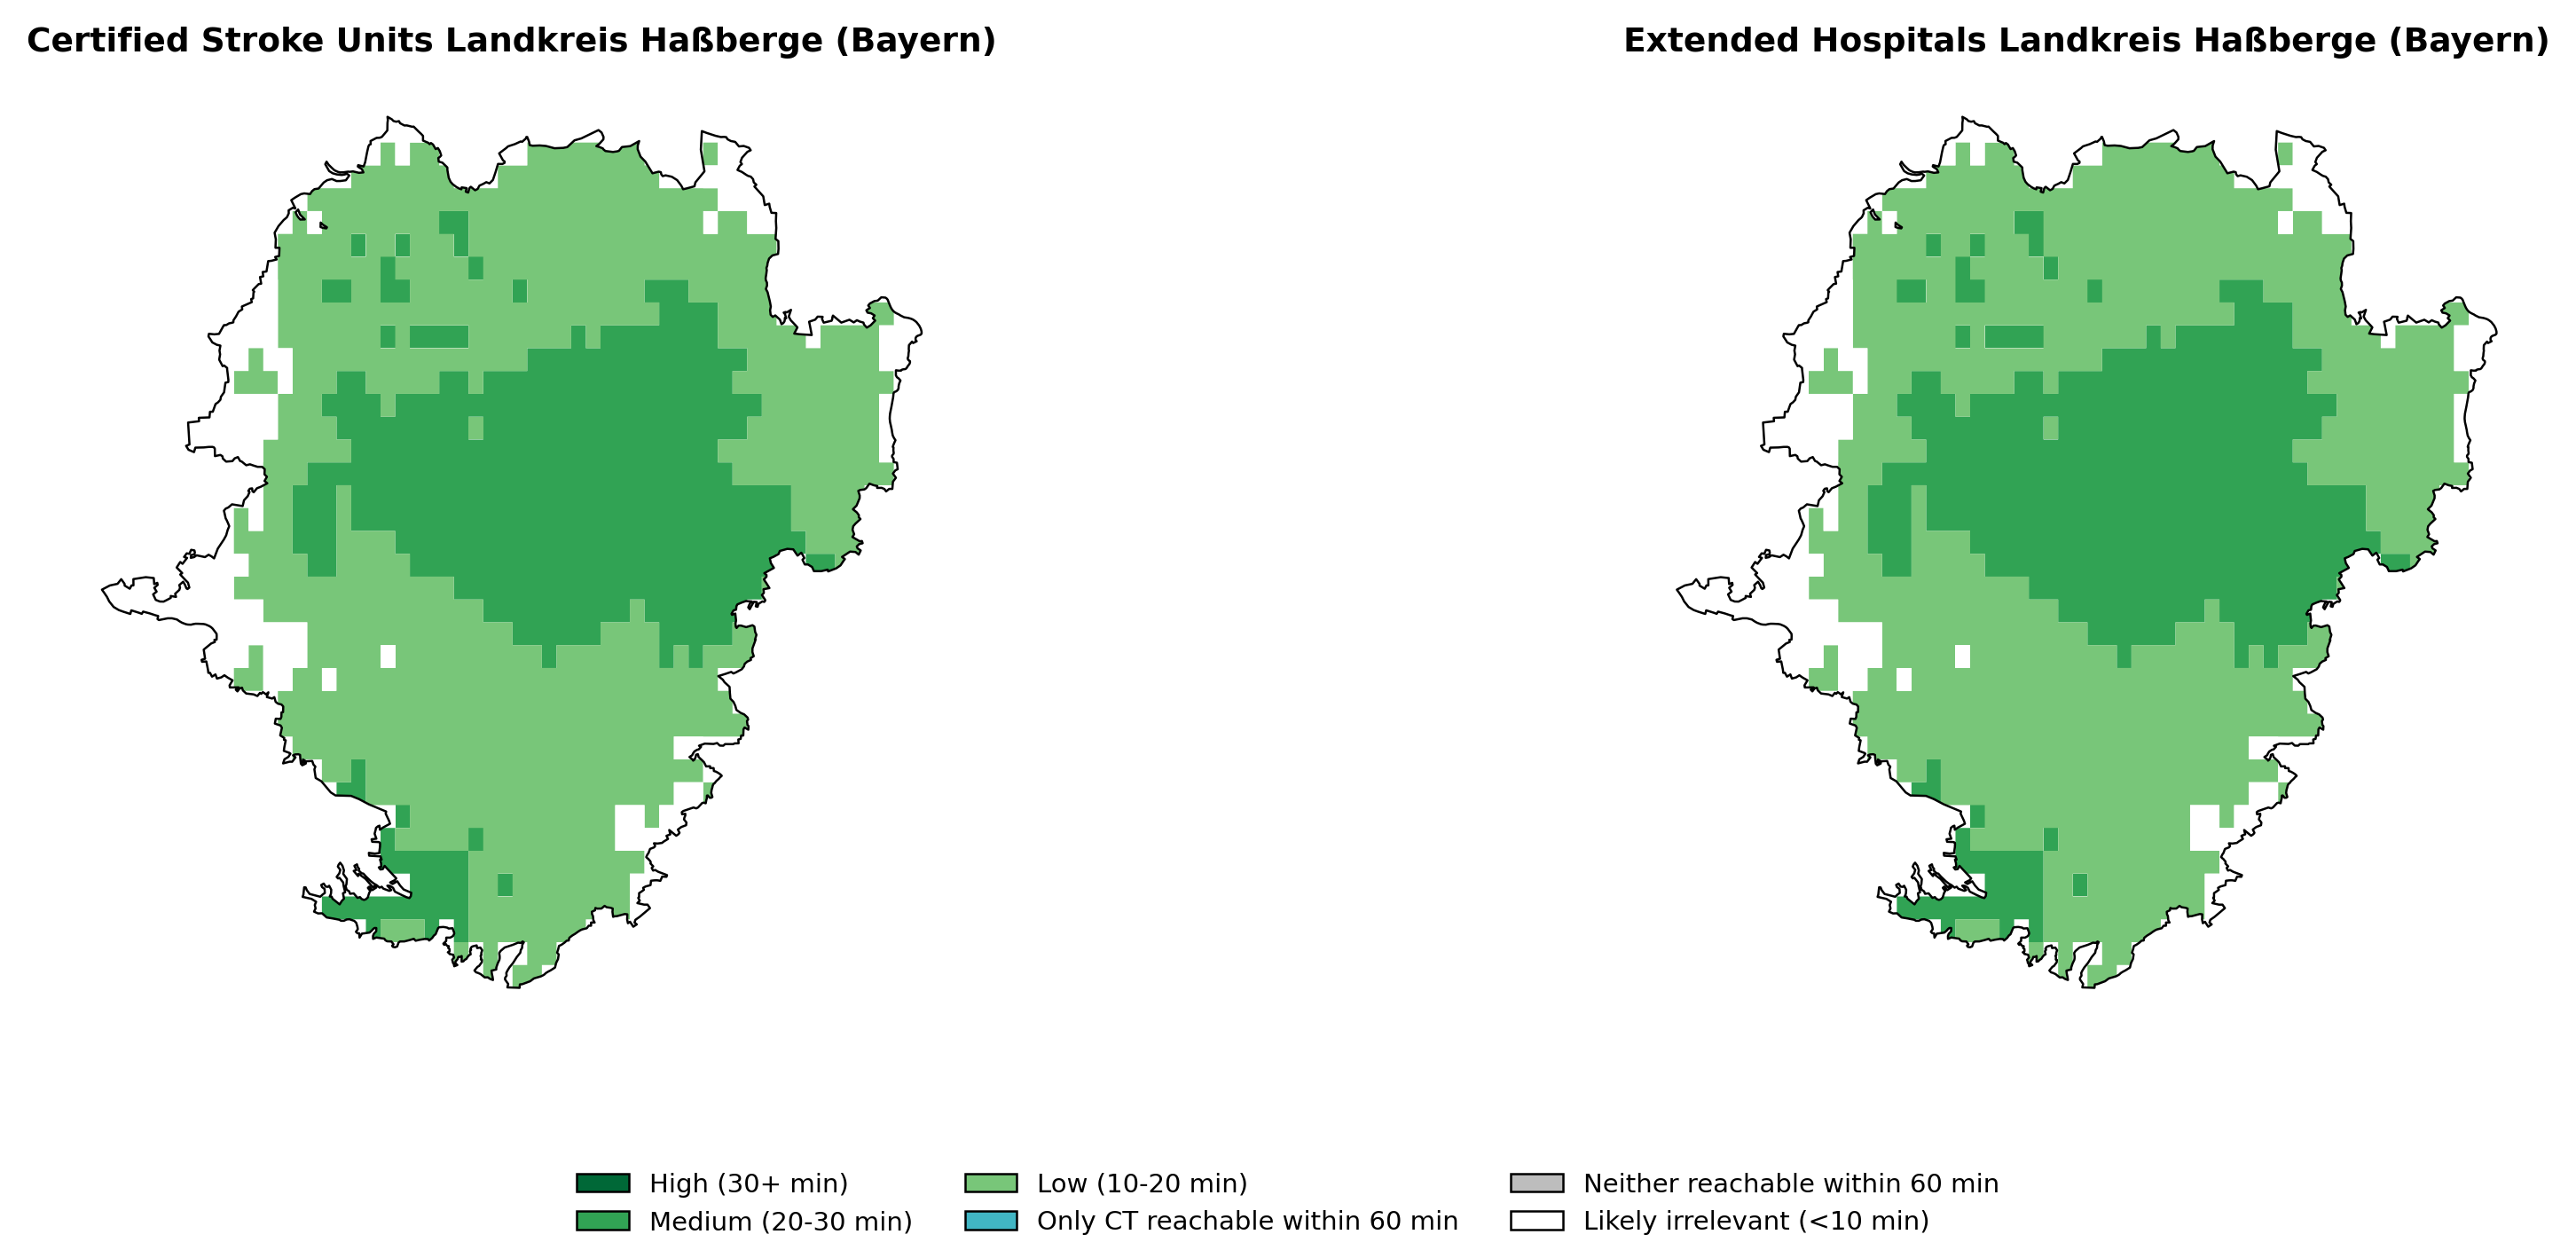 Certified Stroke Units Landkreis Haßberge (Bayern)
Extended Hospitals Landkreis Haßberge (Bayern)
High (30+ min)
Medium (20-30 min)
Low (10-20 min)
Only CT reachable within 60 min
Neither reachable within 60 min
Likely irrelevant (<10 min)